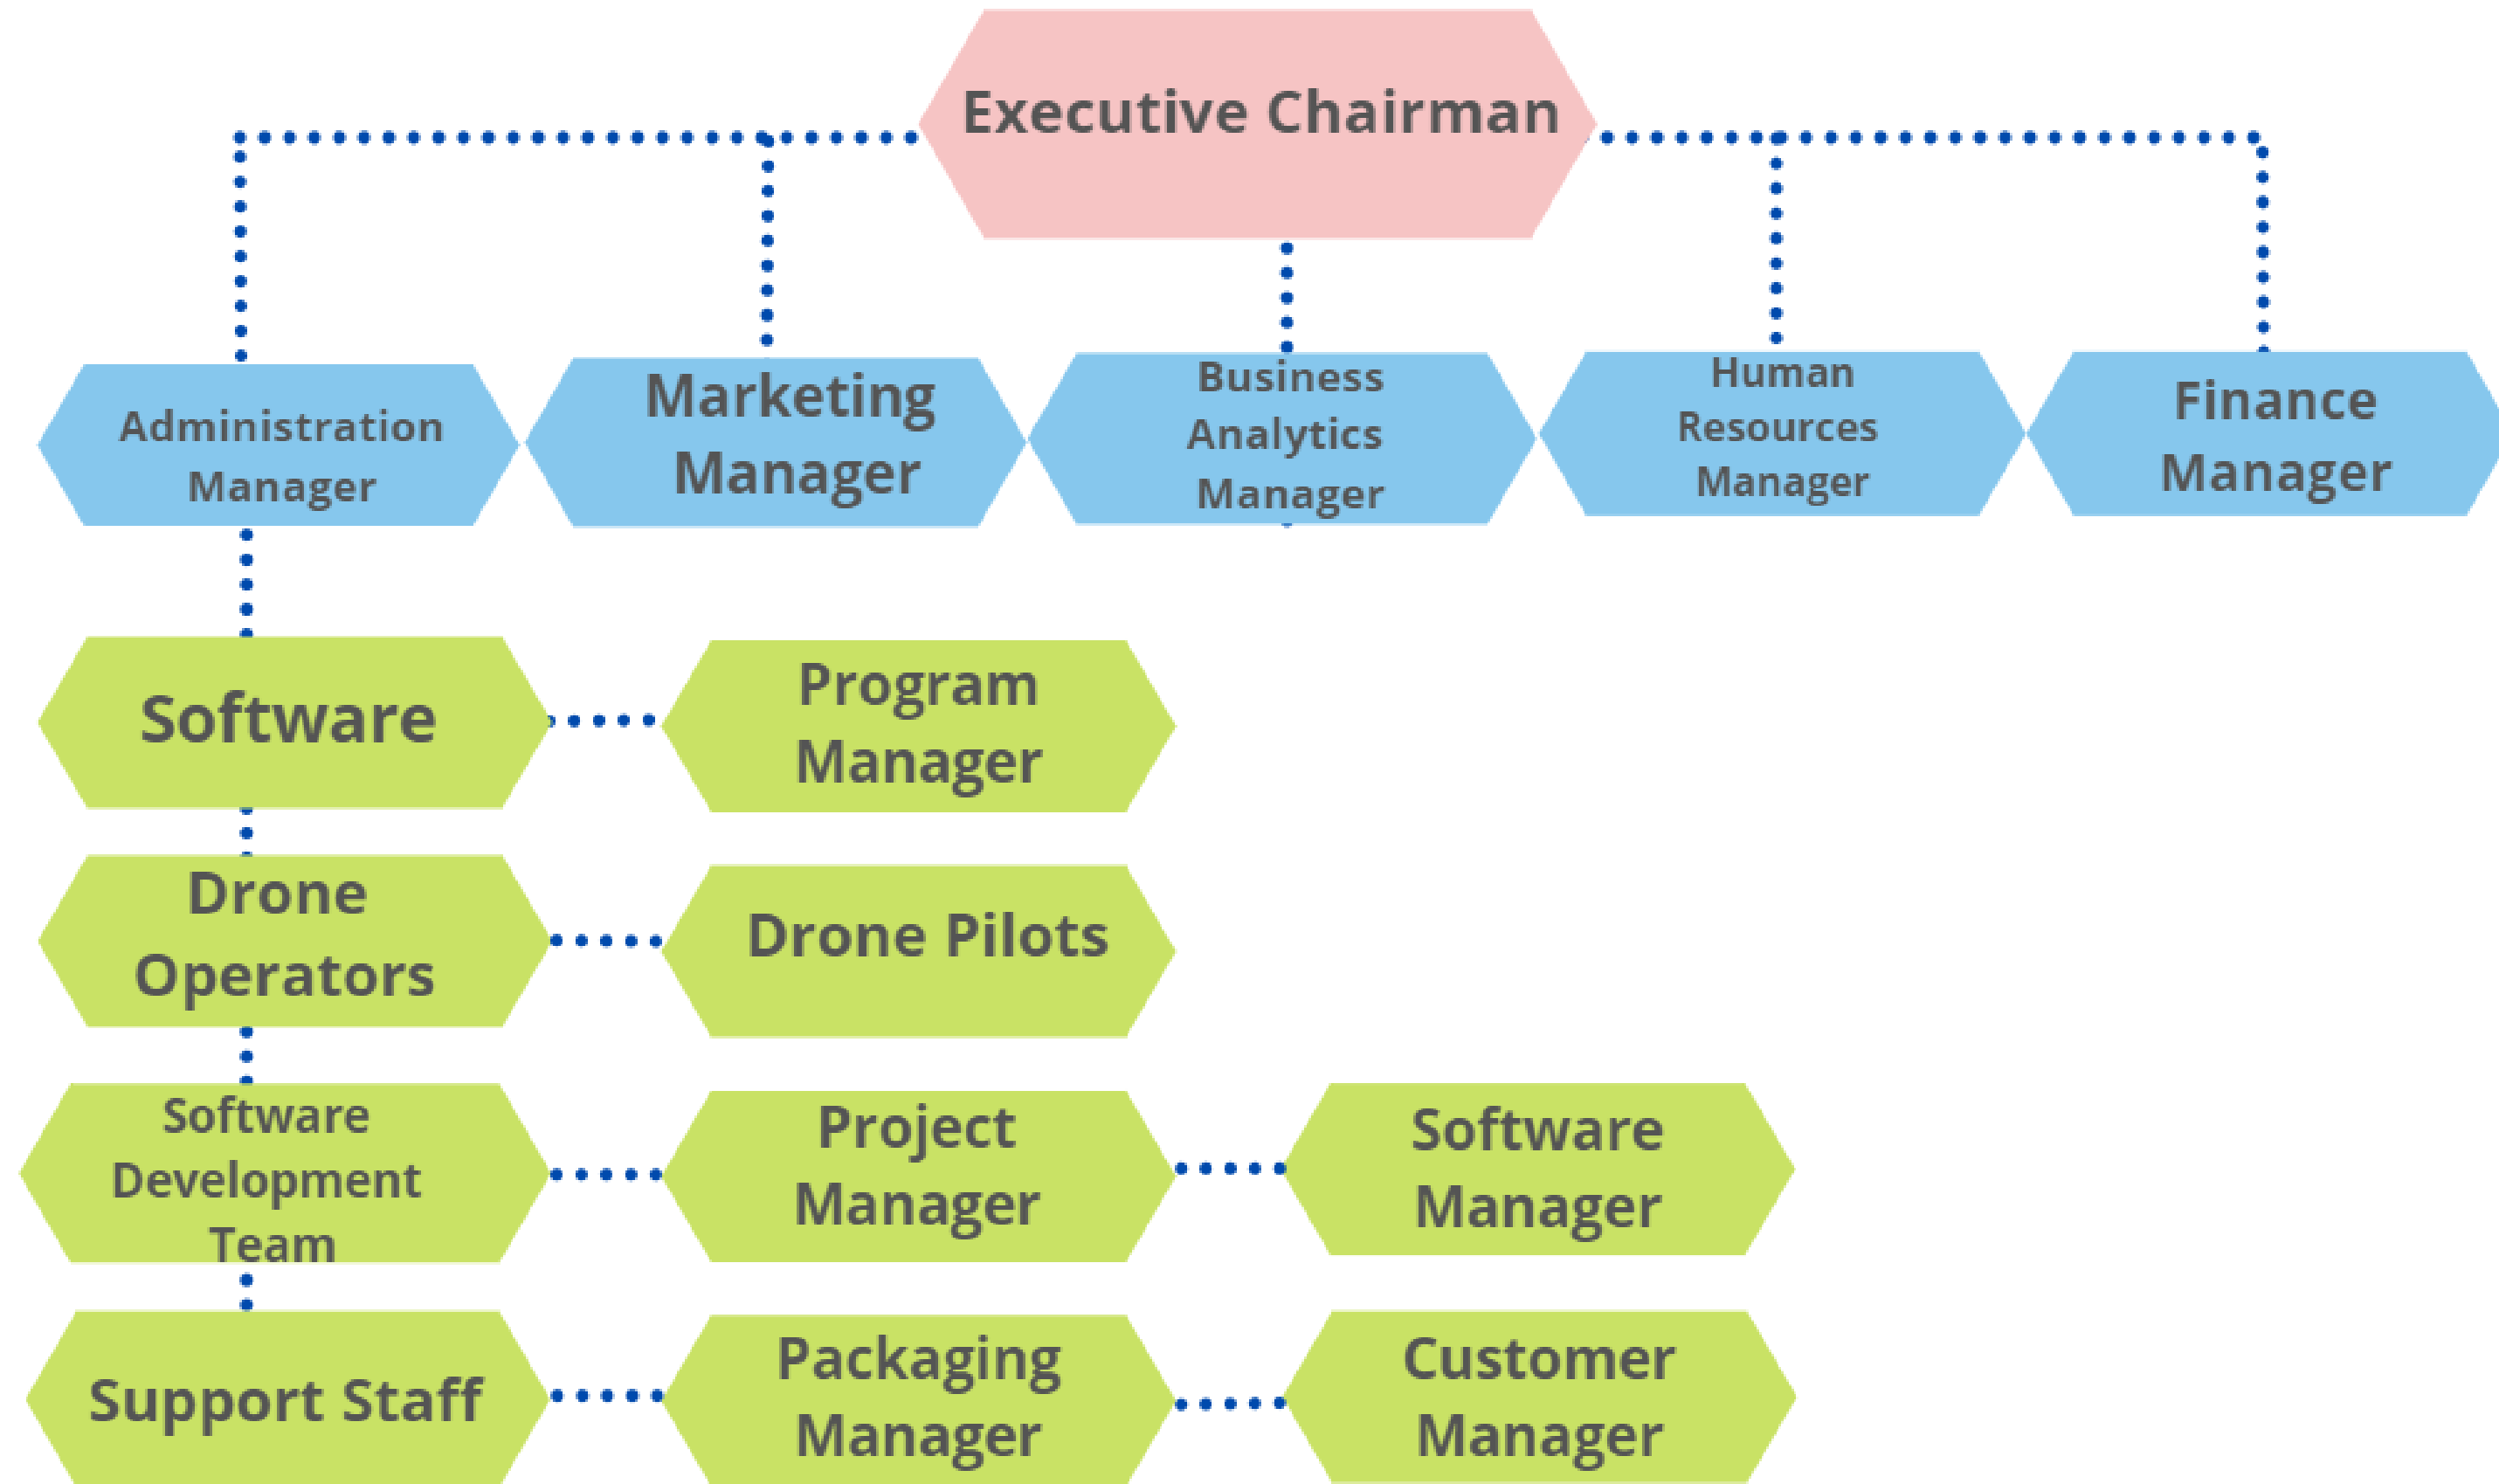 Executive Chairman
Administration
Manager
Marketing
Manager
Business
Analytics
Manager
Human
Resources
Manager
Finance
Manager
Software
Program
Manager
Drone
Operators
Drone Pilots
Software
Development
Team
Project
Manager
Software
Manager
Support Staff
Packaging
Manager
Customer
Manager